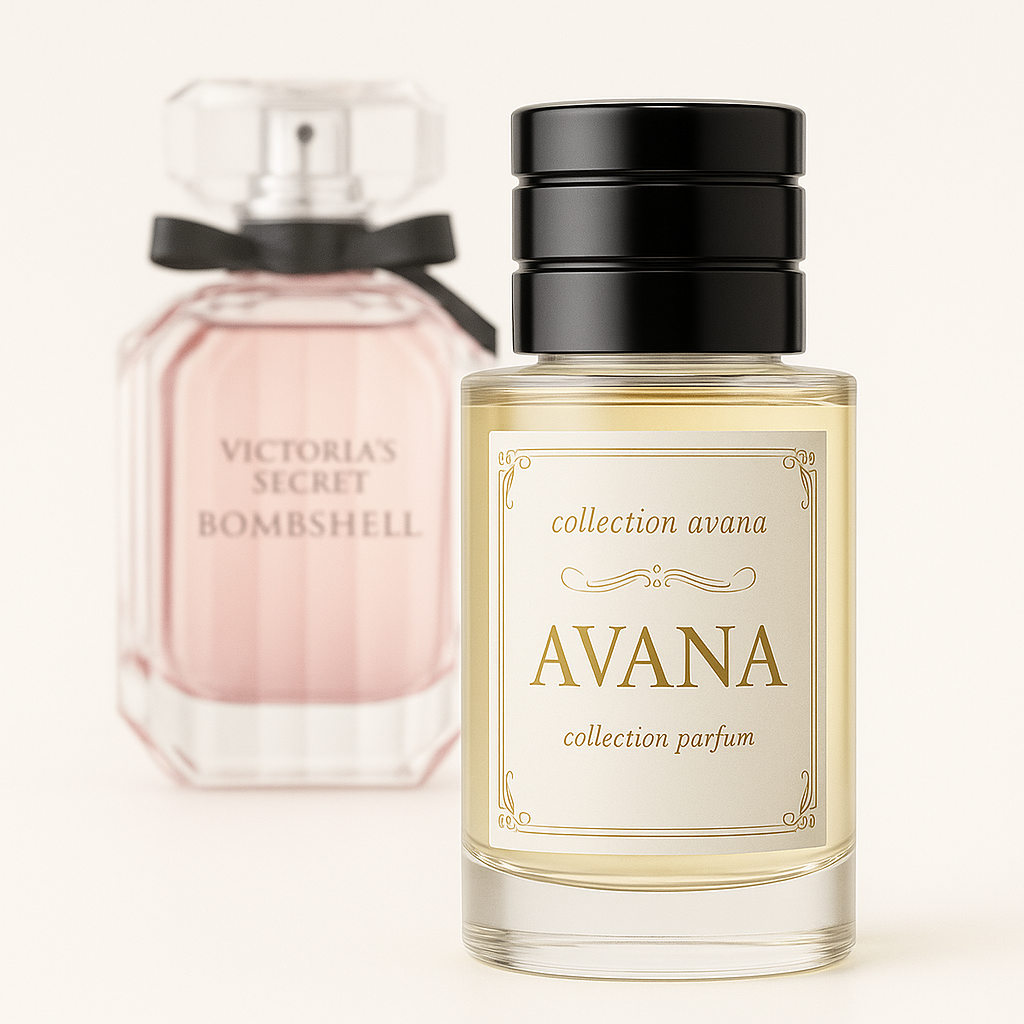 VICTORIA'S
SECRET
BOMBSHELL
collection avana
AVANA
collection parfum